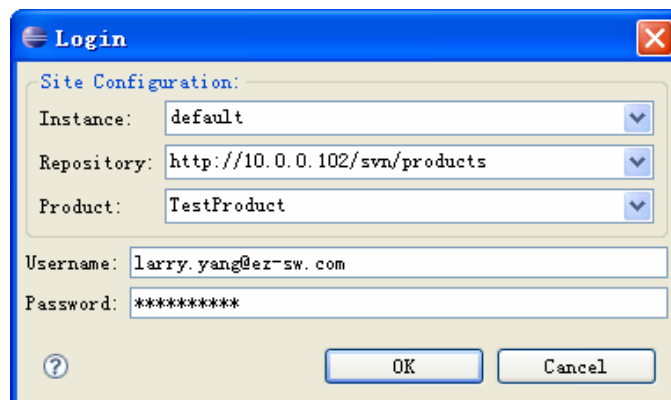 Login
Site Configuration:
Instance: default
Repository: http://10.0.0.102/svn/products
Product: TestProduct
Username: larry.yang@ez-sw.com
Password: **********
? OK Cancel